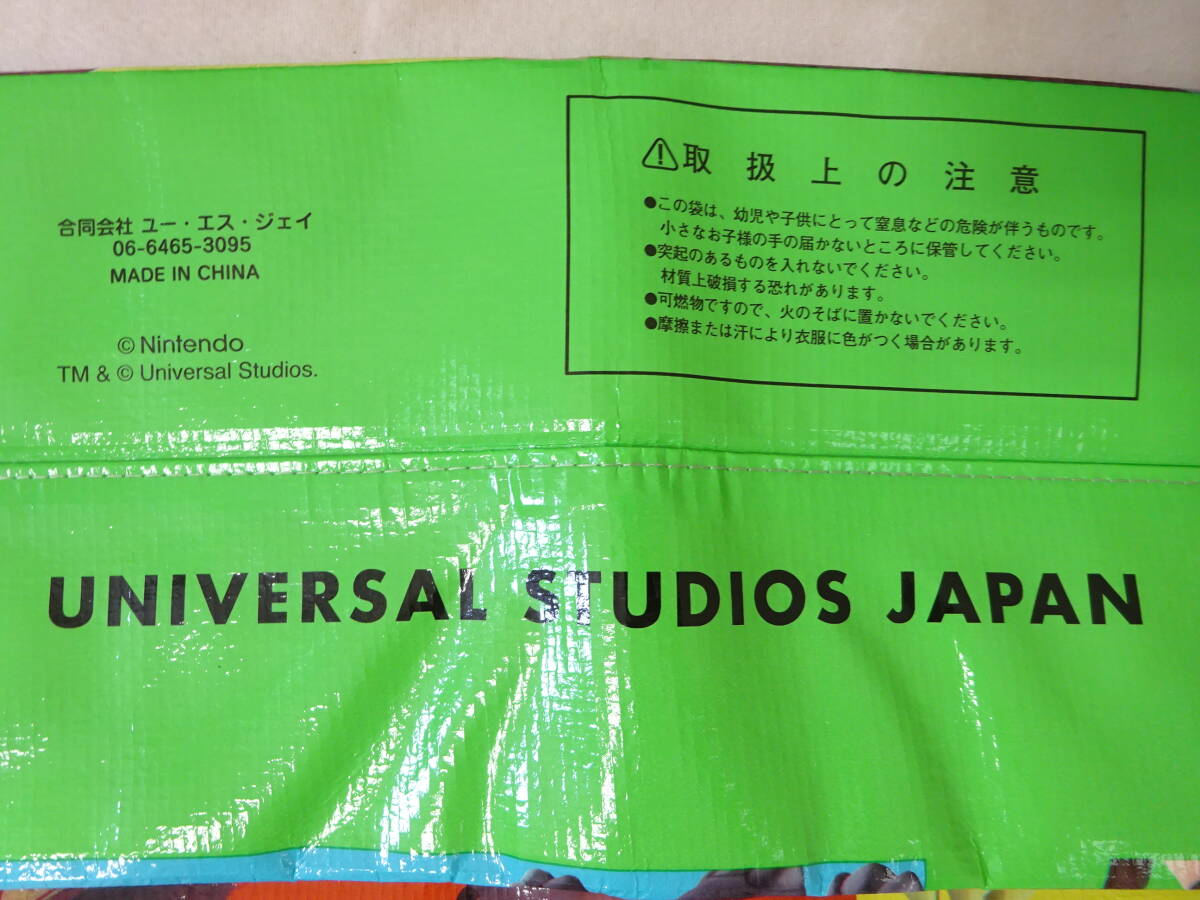 合同会社 ユー・エス・ジェイ
06-6465-3095
MADE IN CHINA
© Nintendo
TM & © Universal Studios.
⚠取扱上の注意
●この袋は、幼児や子供にとって窒息などの危険が伴うものです。
小さなお子様の手の届かないところに保管してください。
●突起のあるものを入れないでください。
材質上破損する恐れがあります。
●可燃物ですので、火のそばに置かないでください。
●摩擦または汗により衣服に色がつく場合があります。
UNIVERSAL STUDIOS JAPAN